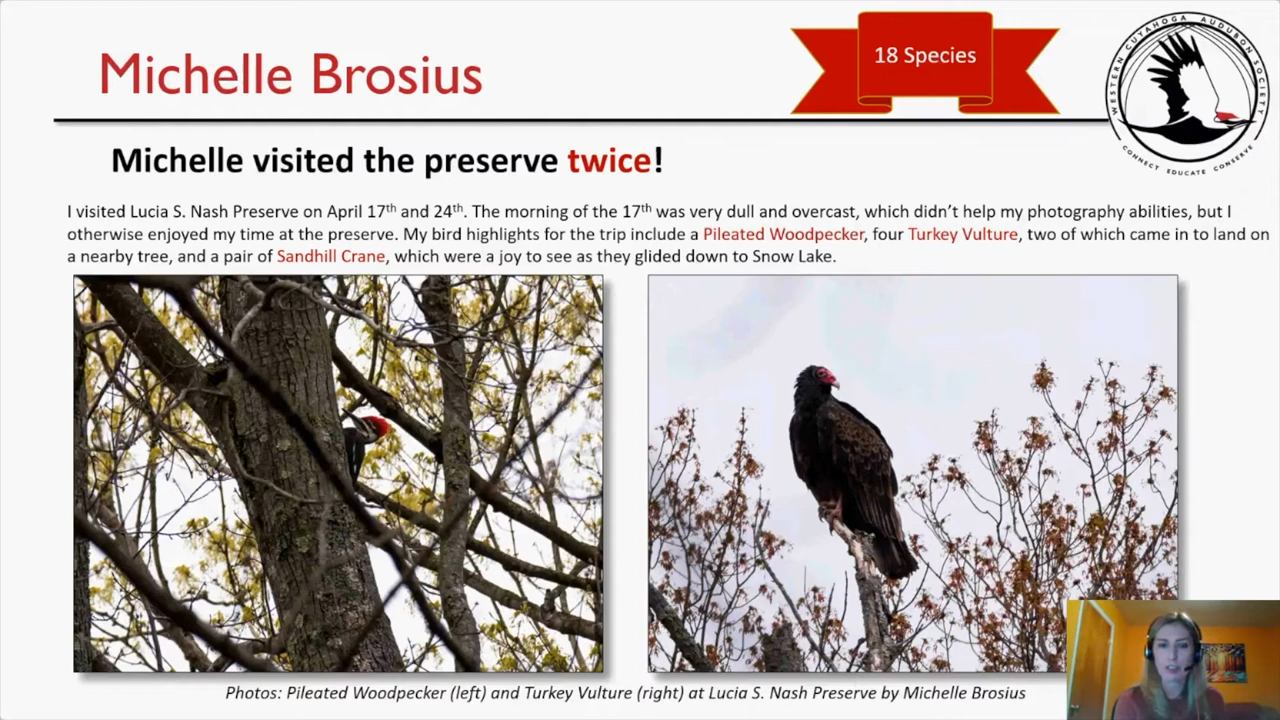 Michelle Brosius
18 Species
WESTERN CUYAHOGA AUDUBON SOCIETY
CONNECT EDUCATE CONSERVE
Michelle visited the preserve twice!
I visited Lucia S. Nash Preserve on April 17th and 24th. The morning of the 17th was very dull and overcast, which didn't help my photography abilities, but I
otherwise enjoyed my time at the preserve. My bird highlights for the trip include a Pileated Woodpecker, four Turkey Vulture, two of which came in to land on
a nearby tree, and a pair of Sandhill Crane, which were a joy to see as they glided down to Snow Lake.
Photos: Pileated Woodpecker (left) and Turkey Vulture (right) at Lucia S. Nash Preserve by Michelle Brosius